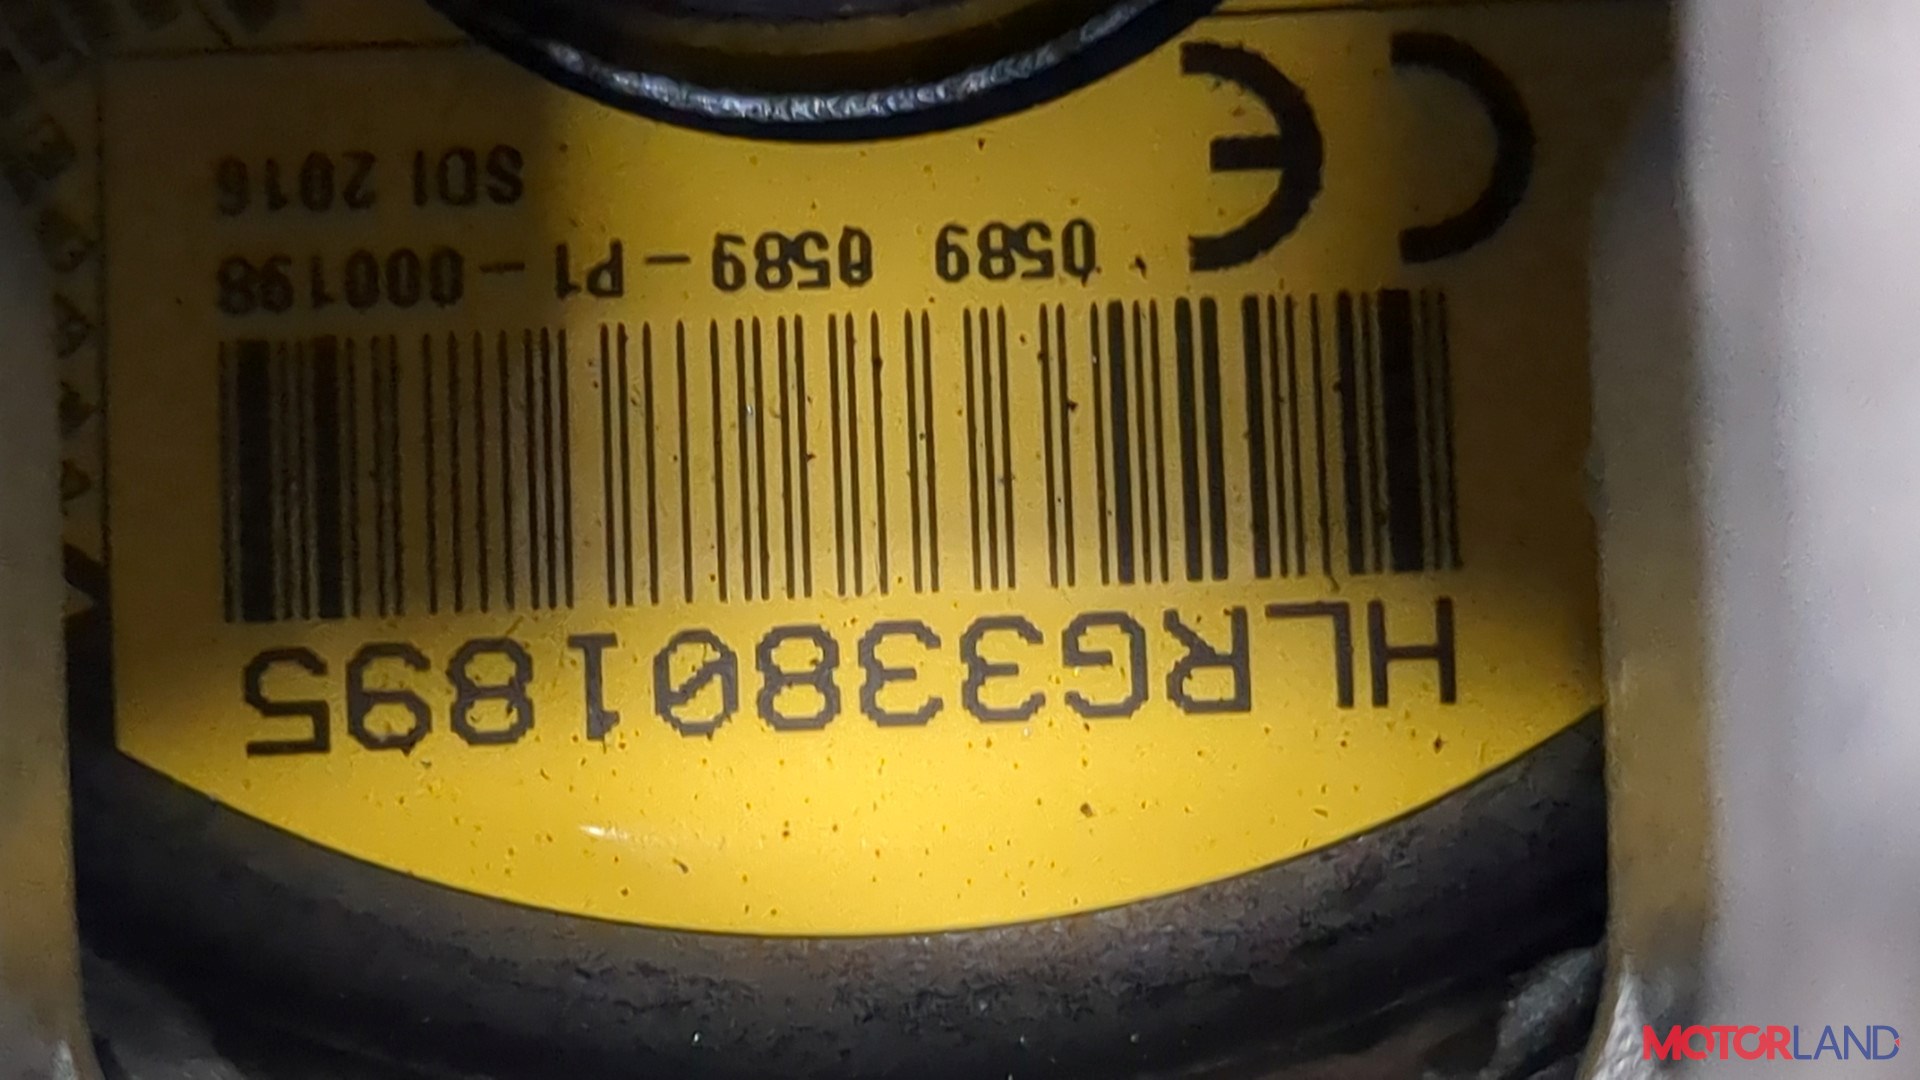 HLRG33801895
CE 0589 0589-P1-000198
SDI 2016
MOTORLAND